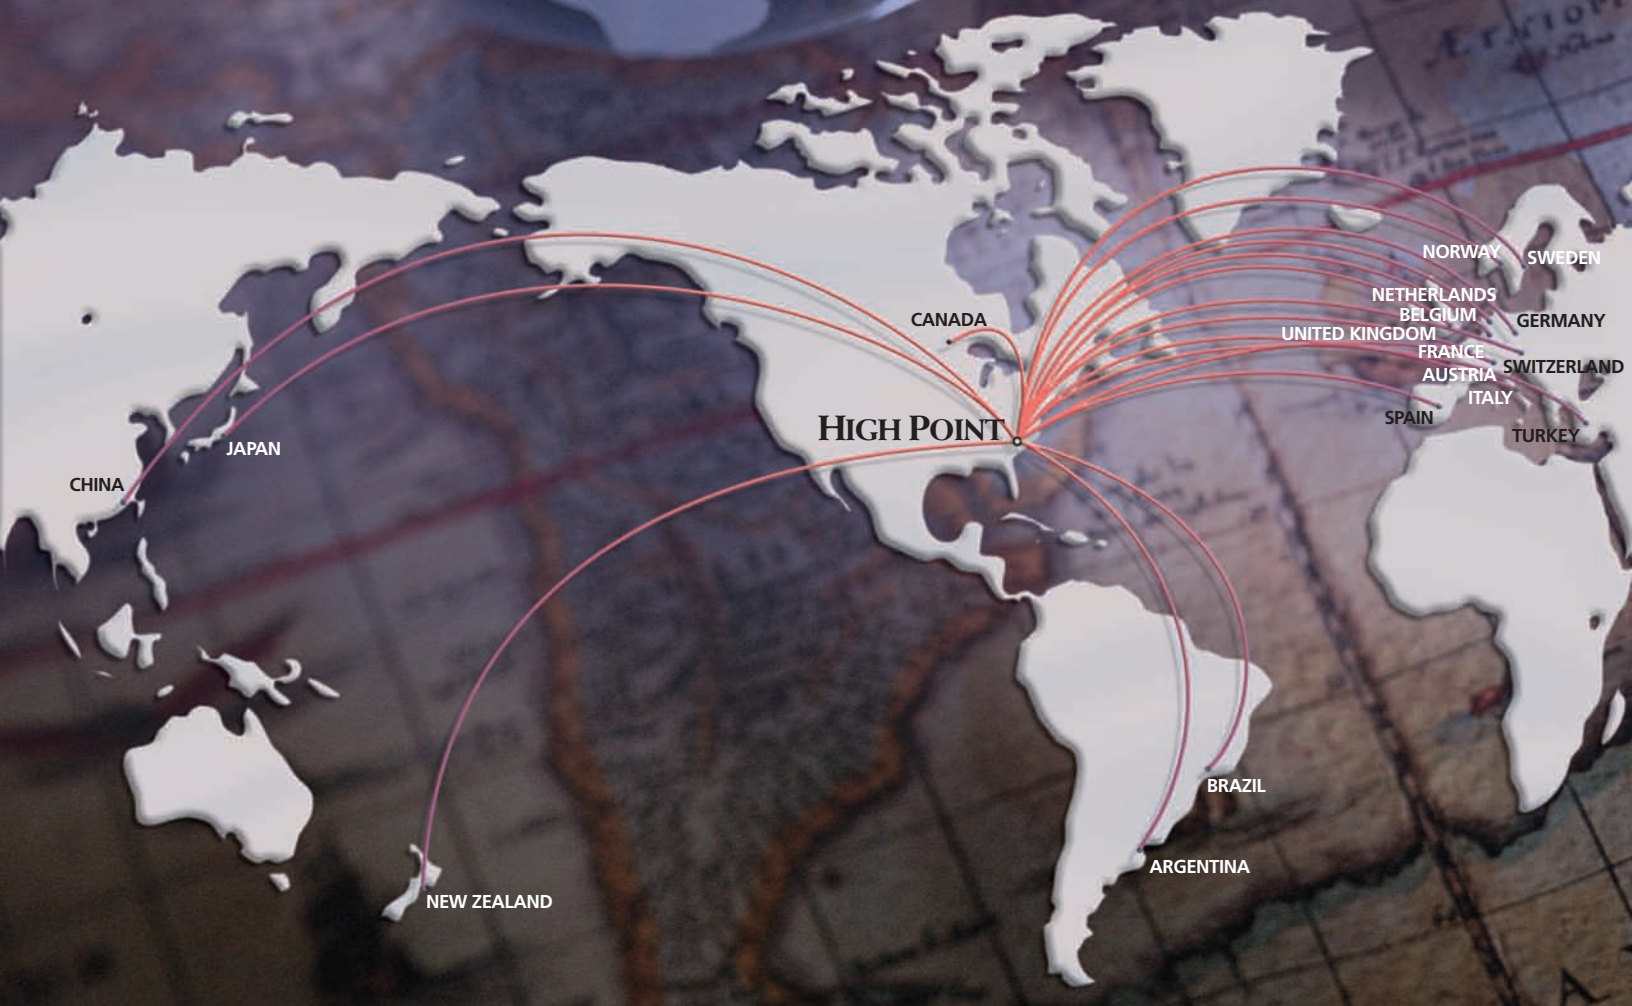 NORWAY
SWEDEN
NETHERLANDS
BELGIUM
GERMANY
CANADA
UNITED KINGDOM
FRANCE
SWITZERLAND
AUSTRIA
ITALY
SPAIN
HIGH POINT
TURKEY
JAPAN
CHINA
BRAZIL
ARGENTINA
NEW ZEALAND